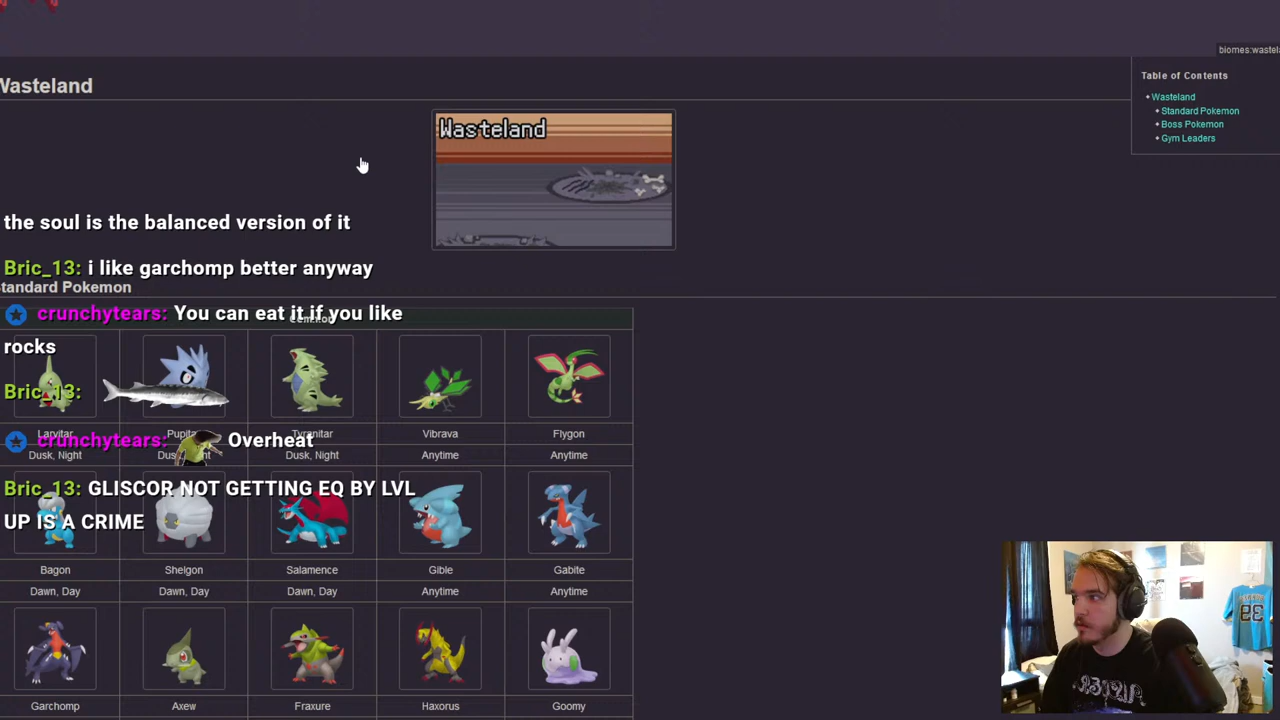 biomes:wastela
Wasteland
Table of Contents
Wasteland
Standard Pokemon
Boss Pokemon
Gym Leaders
Wasteland
the soul is the balanced version of it
Bric_13: i like garchomp better anyway
Standard Pokemon
crunchytears: You can eat it if you like
rocks
Bric_13:
Larvitar
Tyranitar
Vibrava
Flygon
crunchytears: Overheat
Dusk, Night
Dusk, Night
Anytime
Anytime
Bric_13: GLISCOR NOT GETTING EQ BY LVL
UP IS A CRIME
Bagon
Shelgon
Salamence
Gible
Gabite
Dawn, Day
Dawn, Day
Dawn, Day
Anytime
Anytime
Garchomp
Axew
Fraxure
Haxorus
Goomy